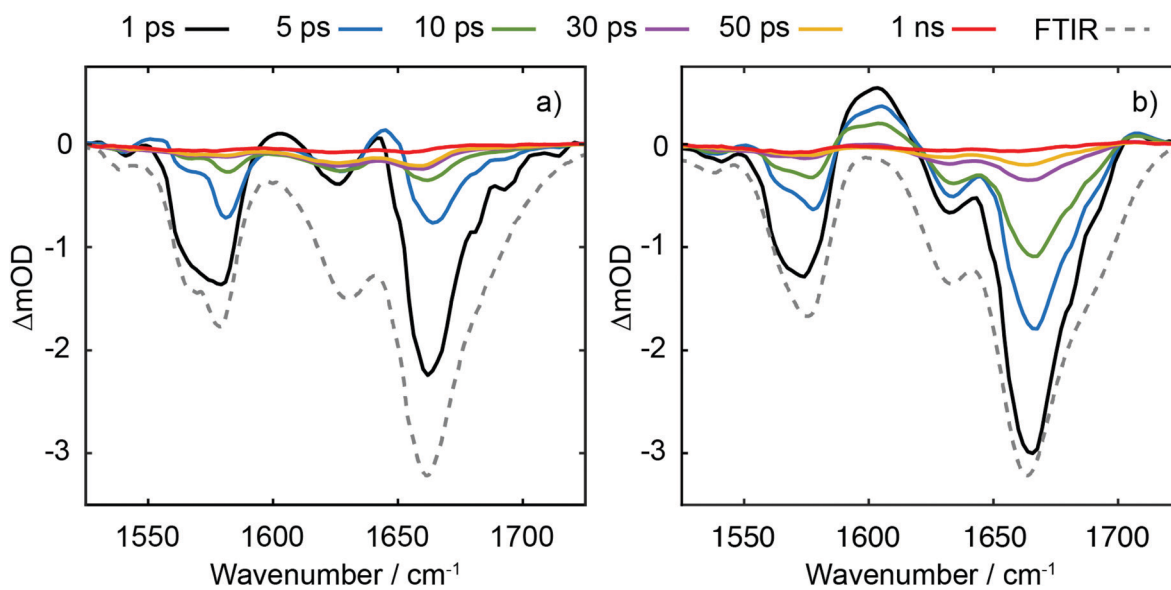 1 ps 5 ps 10 ps 30 ps 50 ps 1 ns FTIR
a) b)
0 0
-1 -1
-2 -2
-3 -3
ΔmOD ΔmOD
1550 1600 1650 1700 1550 1600 1650 1700
Wavenumber / cm⁻¹ Wavenumber / cm⁻¹